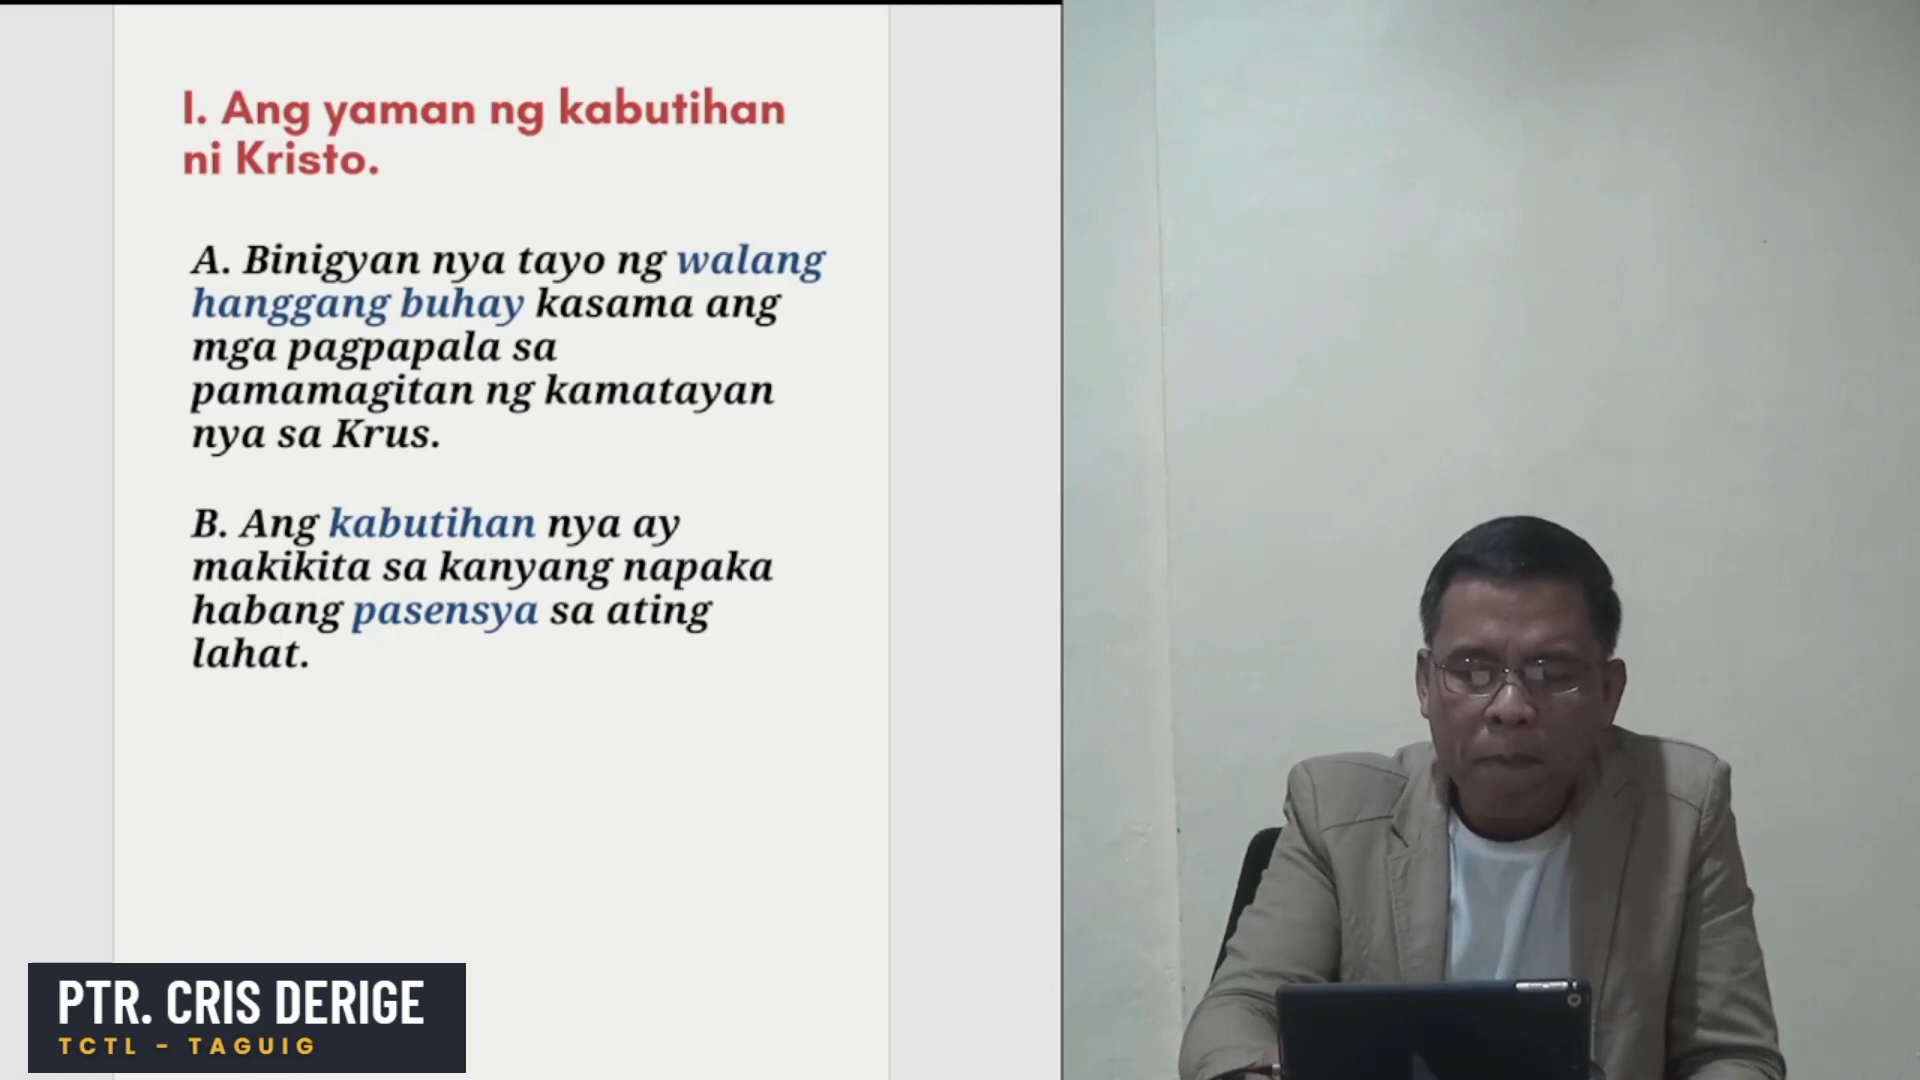 I. Ang yaman ng kabutihan
ni Kristo.
A. Binigyan nya tayo ng walang
hanggang buhay kasama ang
mga pagpapala sa
pamamagitan ng kamatayan
nya sa Krus.
B. Ang kabutihan nya ay
makikita sa kanyang napaka
habang pasensya sa ating
lahat.
PTR. CRIS DERIGE
TCTL - TAGUIG